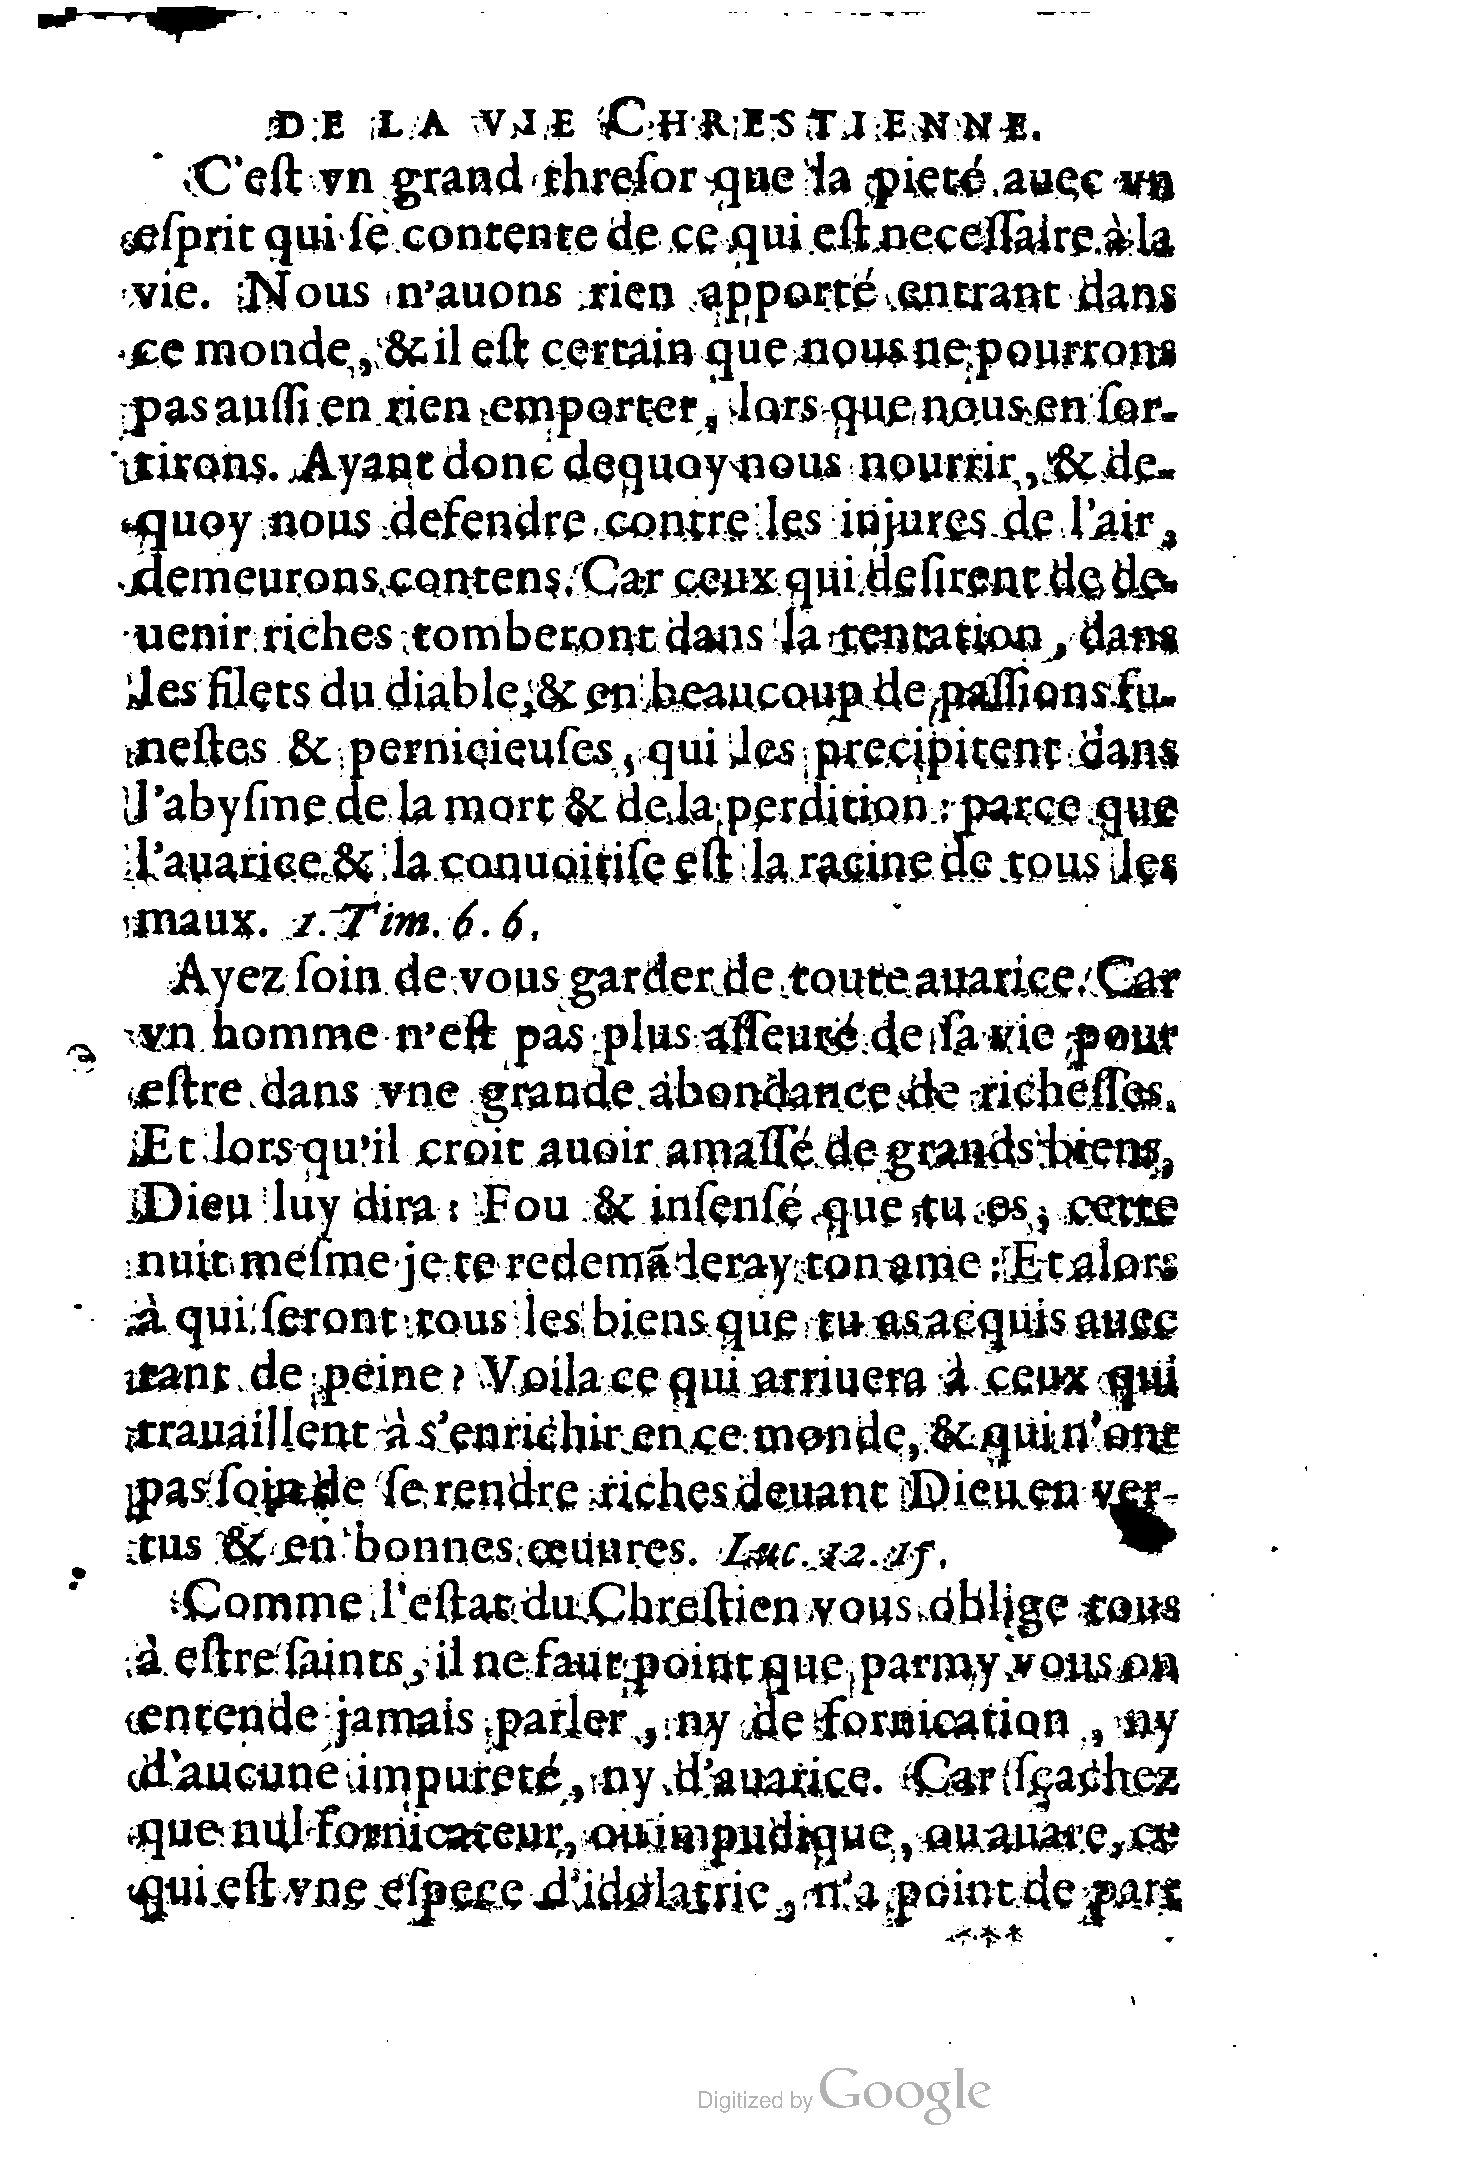 DE LA VIE CHRESTIENNE.
C'eſt vn grand threſor que la pieté auec vn
eſprit qui ſe contente de ce qui eſt neceſſaire à la
vie. Nous n'auons rien apporté entrant dans
ce monde, & il eſt certain que nous ne pourrons
pas auſſi en rien emporter, lors que nous en ſor-
tirons. Ayant donc dequoy nous nourrir, & de-
quoy nous defendre contre les injures de l'air,
demeurons contens. Car ceux qui deſirent de de-
uenir riches tomberont dans la tentation, dans
les filets du diable, & en beaucoup de paſſions fu-
neſtes & pernicieuſes, qui les precipitent dans
l'abyſme de la mort & de la perdition : parce que
l'auarice & la conuoitiſe eſt la racine de tous les
maux. 1. Tim. 6. 6.
Ayez ſoin de vous garder de toute auarice. Car
vn homme n'eſt pas plus aſſeuré de ſa vie pour
eſtre dans vne grande abondance de richeſſes.
Et lors qu'il croit auoir amaſſé de grands biens,
Dieu luy dira : Fou & inſenſé que tu es, cette
nuit meſme je te redemãderay ton ame : Et alors
à qui ſeront tous les biens que tu as acquis auec
tant de peine ? Voila ce qui arriuera à ceux qui
trauaillent à s'enrichir en ce monde, & qui n'ont
pas ſoin de ſe rendre riches deuant Dieu en ver-
tus & en bonnes œuures. Luc. 12. 15.
Comme l'eſtat du Chreſtien vous oblige tous
à eſtre ſaints, il ne faut point que parmy vous on
entende jamais parler, ny de fornication, ny
d'aucune impureté, ny d'auarice. Car ſçachez
que nul fornicateur, ou impudique, ou auare, ce
qui eſt vne eſpece d'idolatrie, n'a point de part
***
Digitized by Google